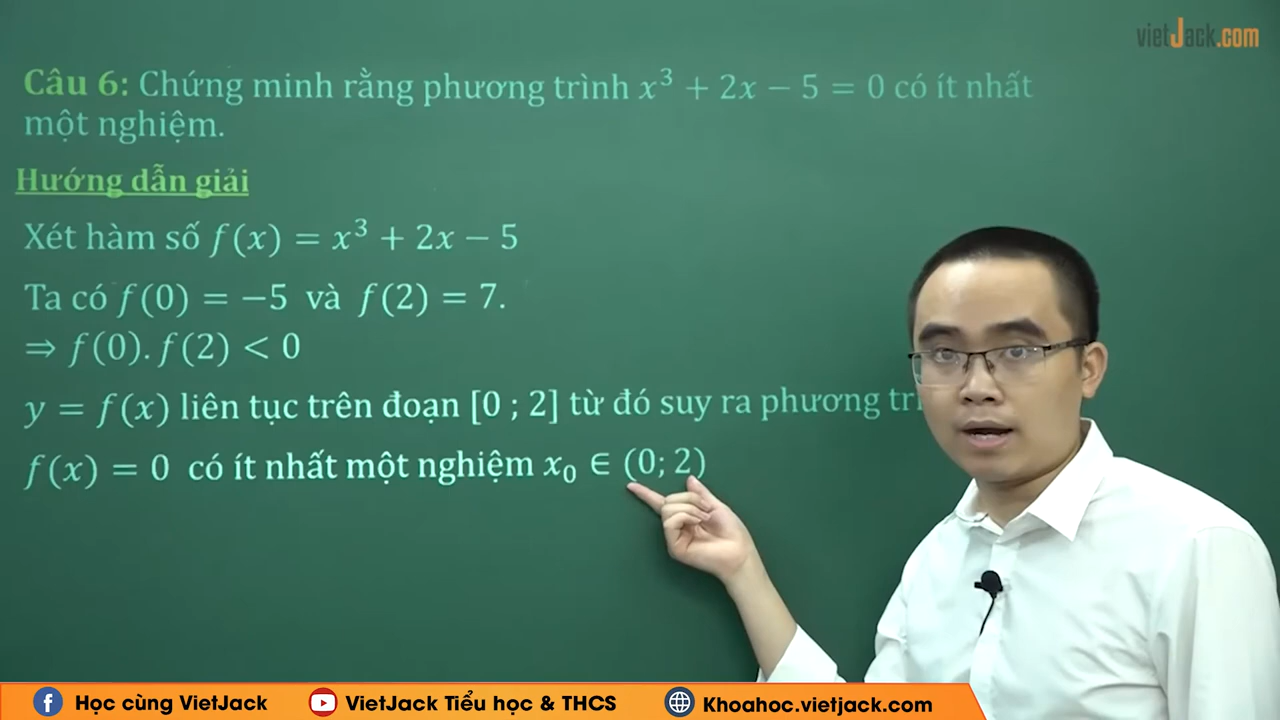 vietJack.com
Câu 6: Chứng minh rằng phương trình x³ + 2x − 5 = 0 có ít nhất
một nghiệm.
Hướng dẫn giải
Xét hàm số f(x) = x³ + 2x − 5
Ta có f(0) = −5 và f(2) = 7.
⇒ f(0). f(2) < 0
y = f(x) liên tục trên đoạn [0 ; 2] từ đó suy ra phương
f(x) = 0 có ít nhất một nghiệm x₀ ∈ (0; 2)
Học cùng VietJack VietJack Tiểu học & THCS Khoahoc.vietjack.com